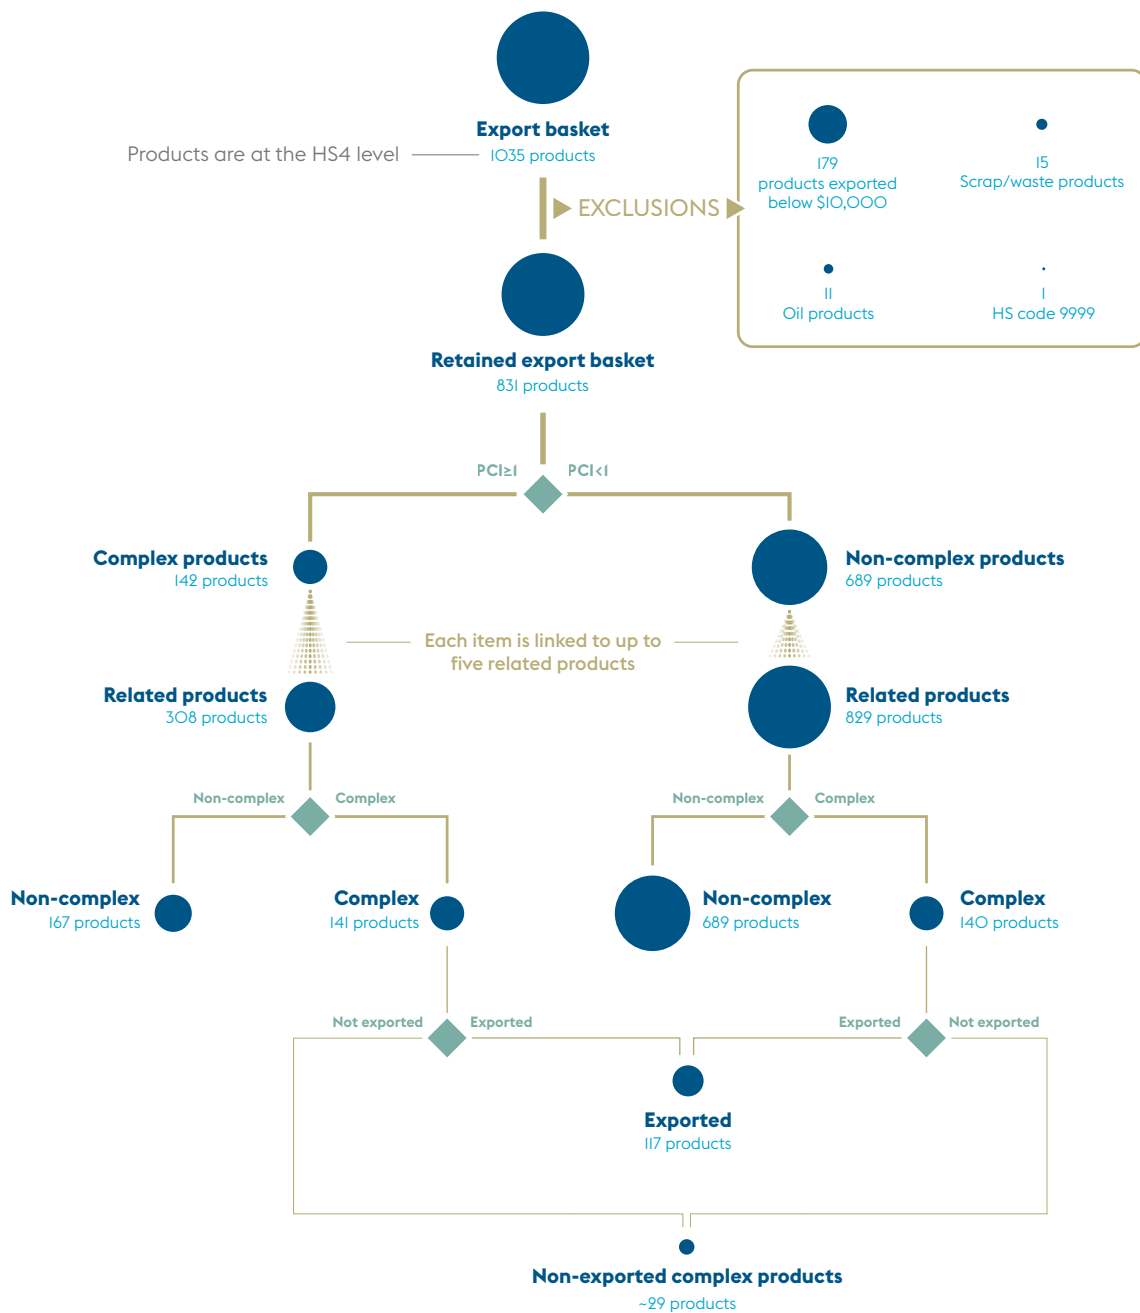 Export basket
1035 products
Products are at the HS4 level
EXCLUSIONS
179
products exported
below $10,000
15
Scrap/waste products
11
Oil products
1
HS code 9999
Retained export basket
831 products
PCI≥1
PCI<1
Complex products
142 products
Non-complex products
689 products
Each item is linked to up to
five related products
Related products
308 products
Related products
829 products
Non-complex
Complex
Non-complex
Complex
Non-complex
167 products
Complex
141 products
Non-complex
689 products
Complex
140 products
Not exported
Exported
Exported
Not exported
Exported
117 products
Non-exported complex products
~29 products